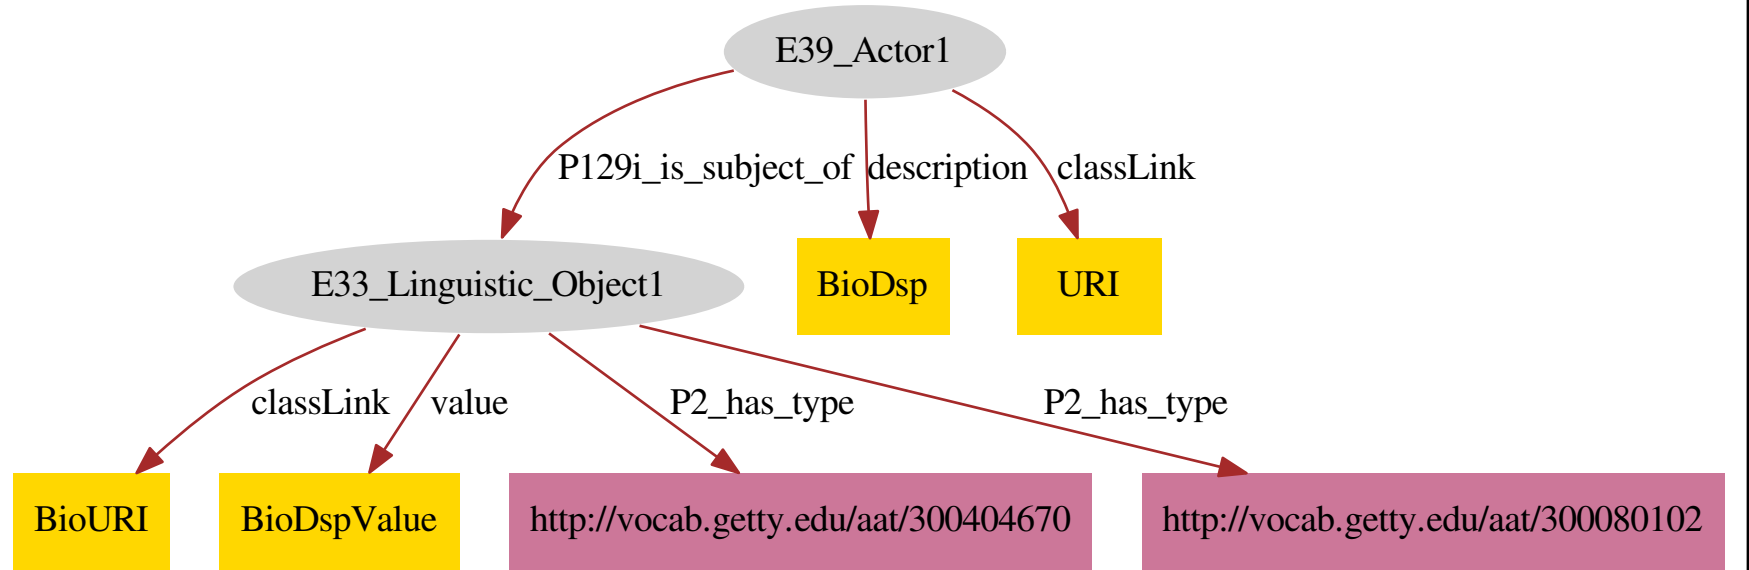 E39_Actor1
P129i_is_subject_of
description
classLink
E33_Linguistic_Object1
BioDsp
URI
classLink
value
P2_has_type
P2_has_type
BioURI
BioDspValue
http://vocab.getty.edu/aat/300404670
http://vocab.getty.edu/aat/300080102